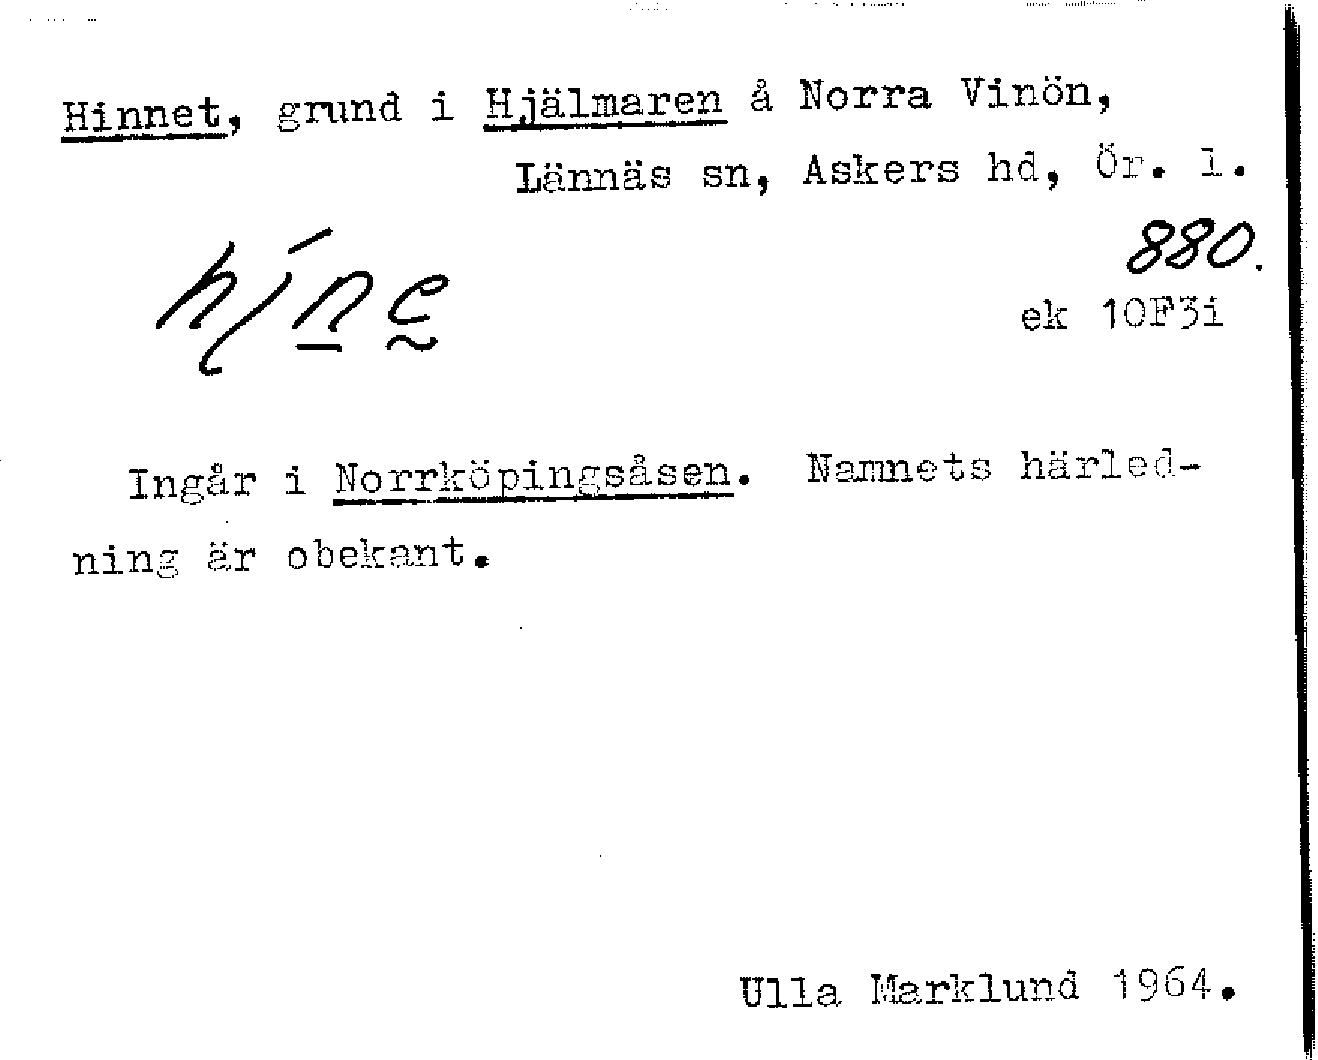 Hinnet, grund i Hjälmaren å Norra Vinön,
Lännäs sn, Askers hd, Ör. l.
880.
híne
ek 10F3i
Ingår i Norrköpingsåsen. Namnets härled-
ning är obekant.
Ulla Marklund 1964.